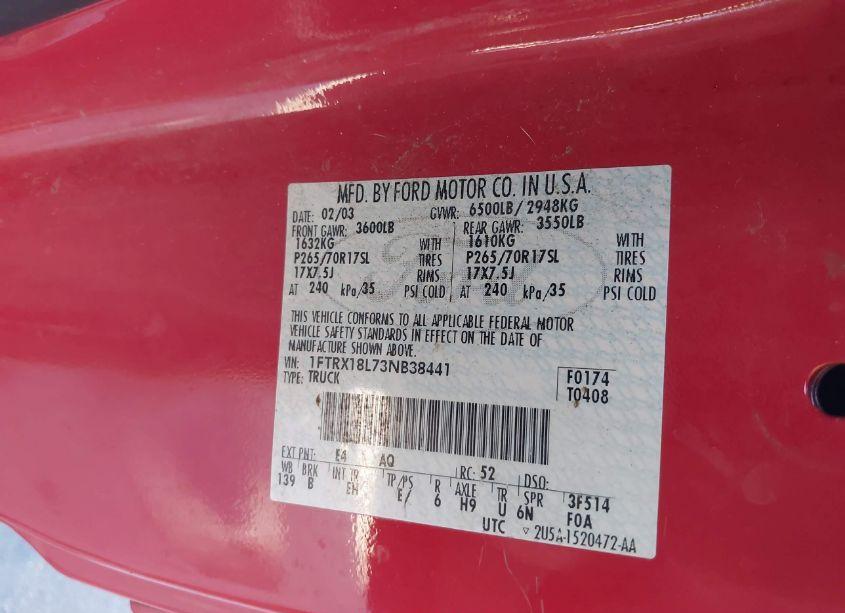 MFD. BY FORD MOTOR CO. IN U.S.A.
DATE: 02/03 GVWR: 6500LB/ 2948KG
FRONT GAWR: 3600LB REAR GAWR: 3550LB
1632KG WITH 1610KG WITH
P265/70R17SL TIRES P265/70R17SL TIRES
17X7.5J RIMS 17X7.5J RIMS
AT 240 kPa/35 PSI COLD AT 240 kPa/35 PSI COLD
THIS VEHICLE CONFORMS TO ALL APPLICABLE FEDERAL MOTOR
VEHICLE SAFETY STANDARDS IN EFFECT ON THE DATE OF
MANUFACTURE SHOWN ABOVE.
VIN: 1FTRX18L73NB38441 F0174
TYPE: TRUCK T0408
EXT PNT: E4 AQ RC: 52 DSO:
WB BRK INT TR TP/PS R AXLE TR SPR 3F514
139 B EH E/ 6 H9 U 6N F0A
UTC ▽ 2U5A-1520472-AA